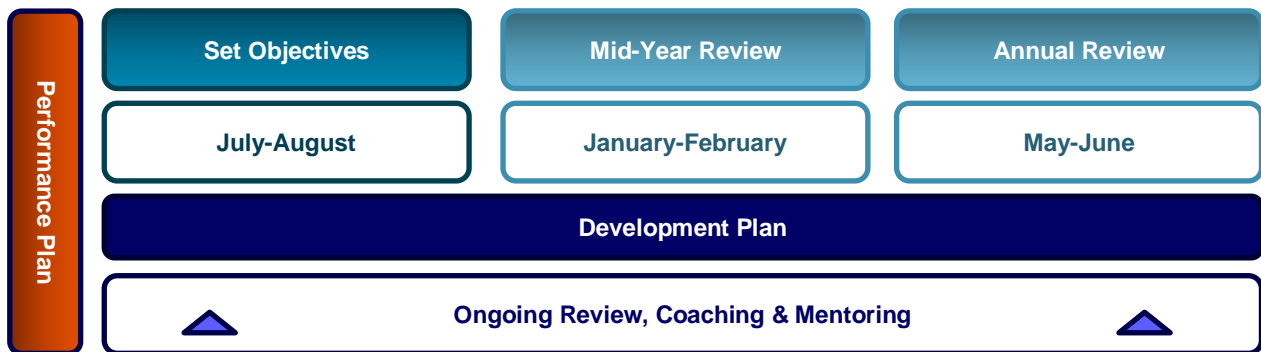 Performance Plan
Set Objectives
Mid-Year Review
Annual Review
July-August
January-February
May-June
Development Plan
Ongoing Review, Coaching & Mentoring